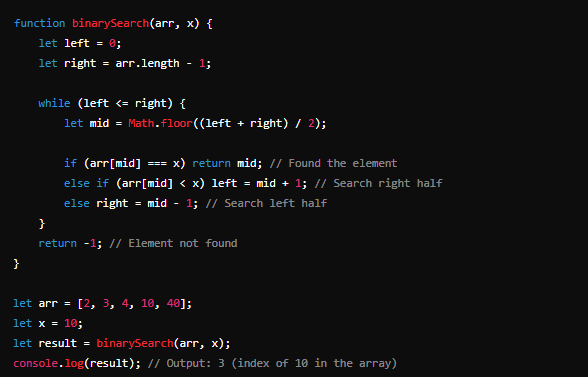 function binarySearch(arr, x) {
    let left = 0;
    let right = arr.length - 1;

    while (left <= right) {
        let mid = Math.floor((left + right) / 2);

        if (arr[mid] === x) return mid; // Found the element
        else if (arr[mid] < x) left = mid + 1; // Search right half
        else right = mid - 1; // Search left half
    }
    return -1; // Element not found
}

let arr = [2, 3, 4, 10, 40];
let x = 10;
let result = binarySearch(arr, x);
console.log(result); // Output: 3 (index of 10 in the array)